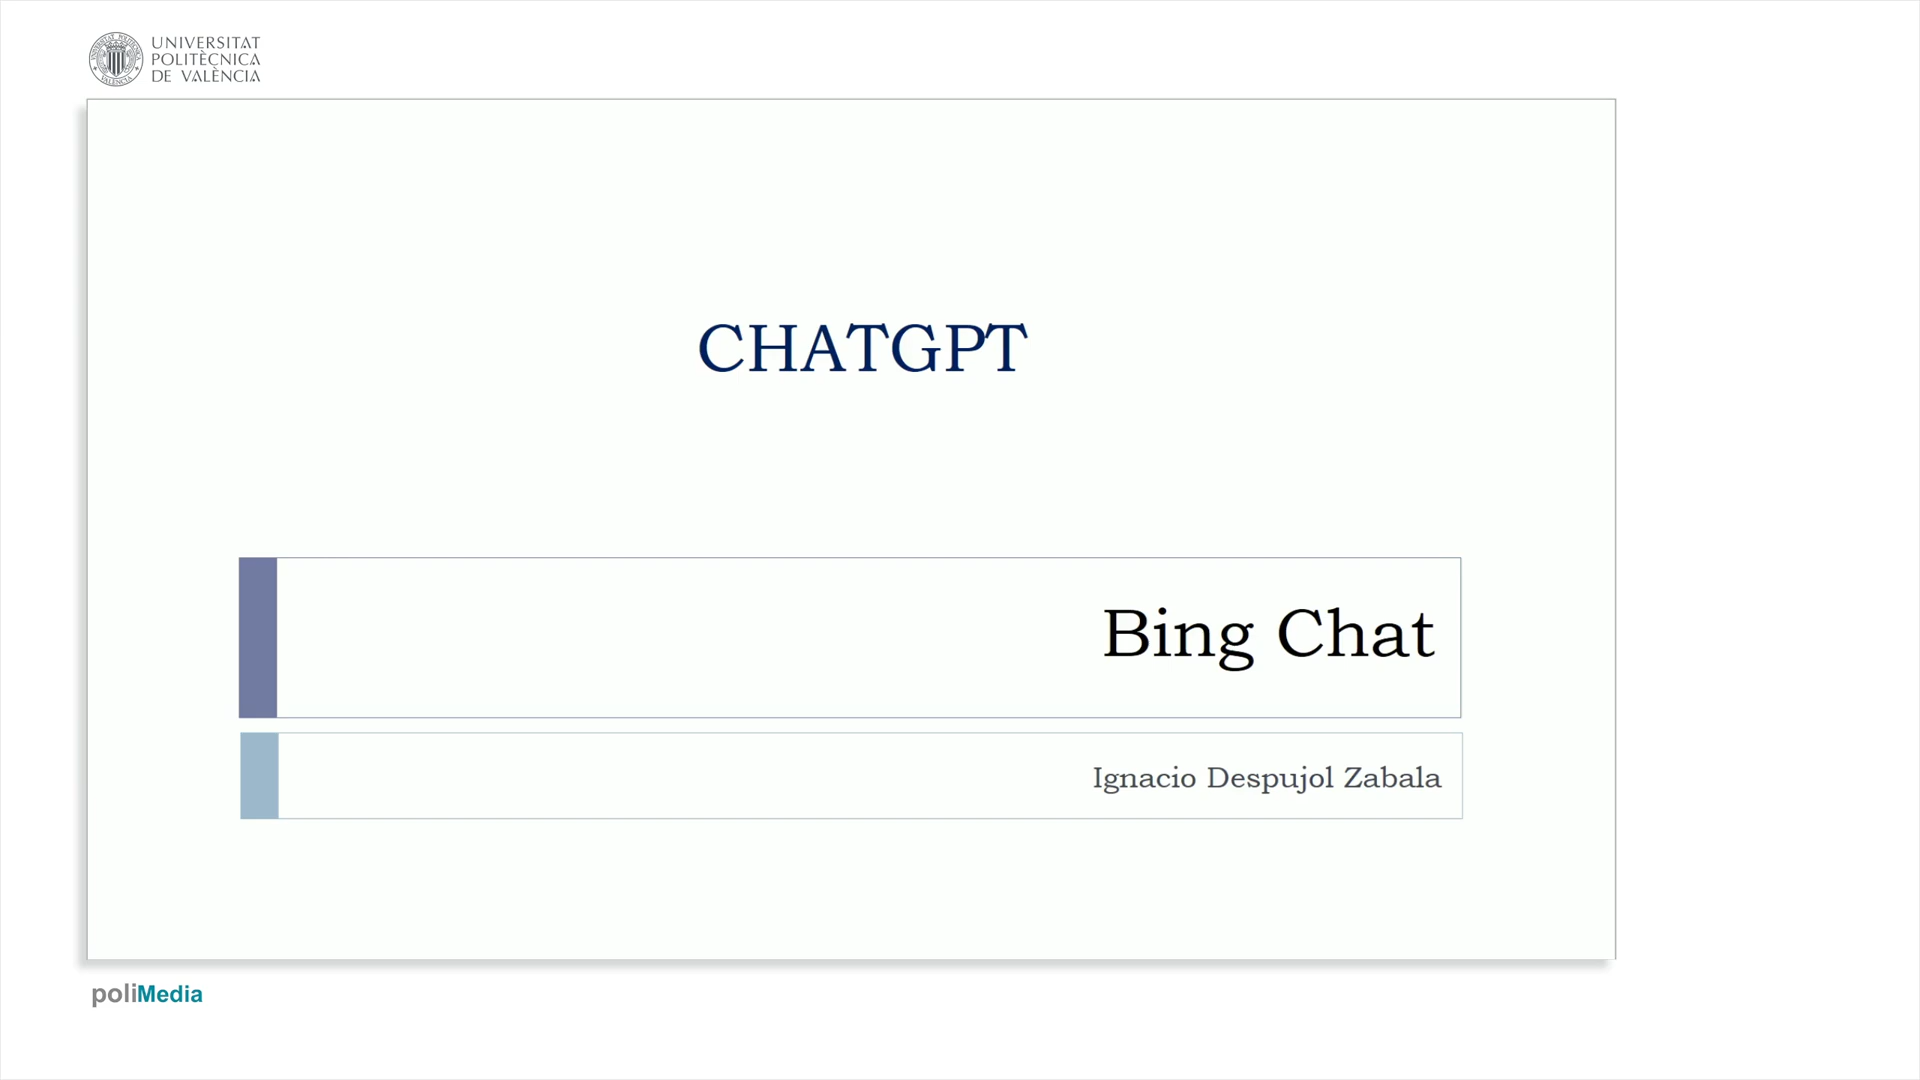 UNIVERSITAT
POLITÈCNICA
DE VALÈNCIA
CHATGPT
Bing Chat
Ignacio Despujol Zabala
poliMedia